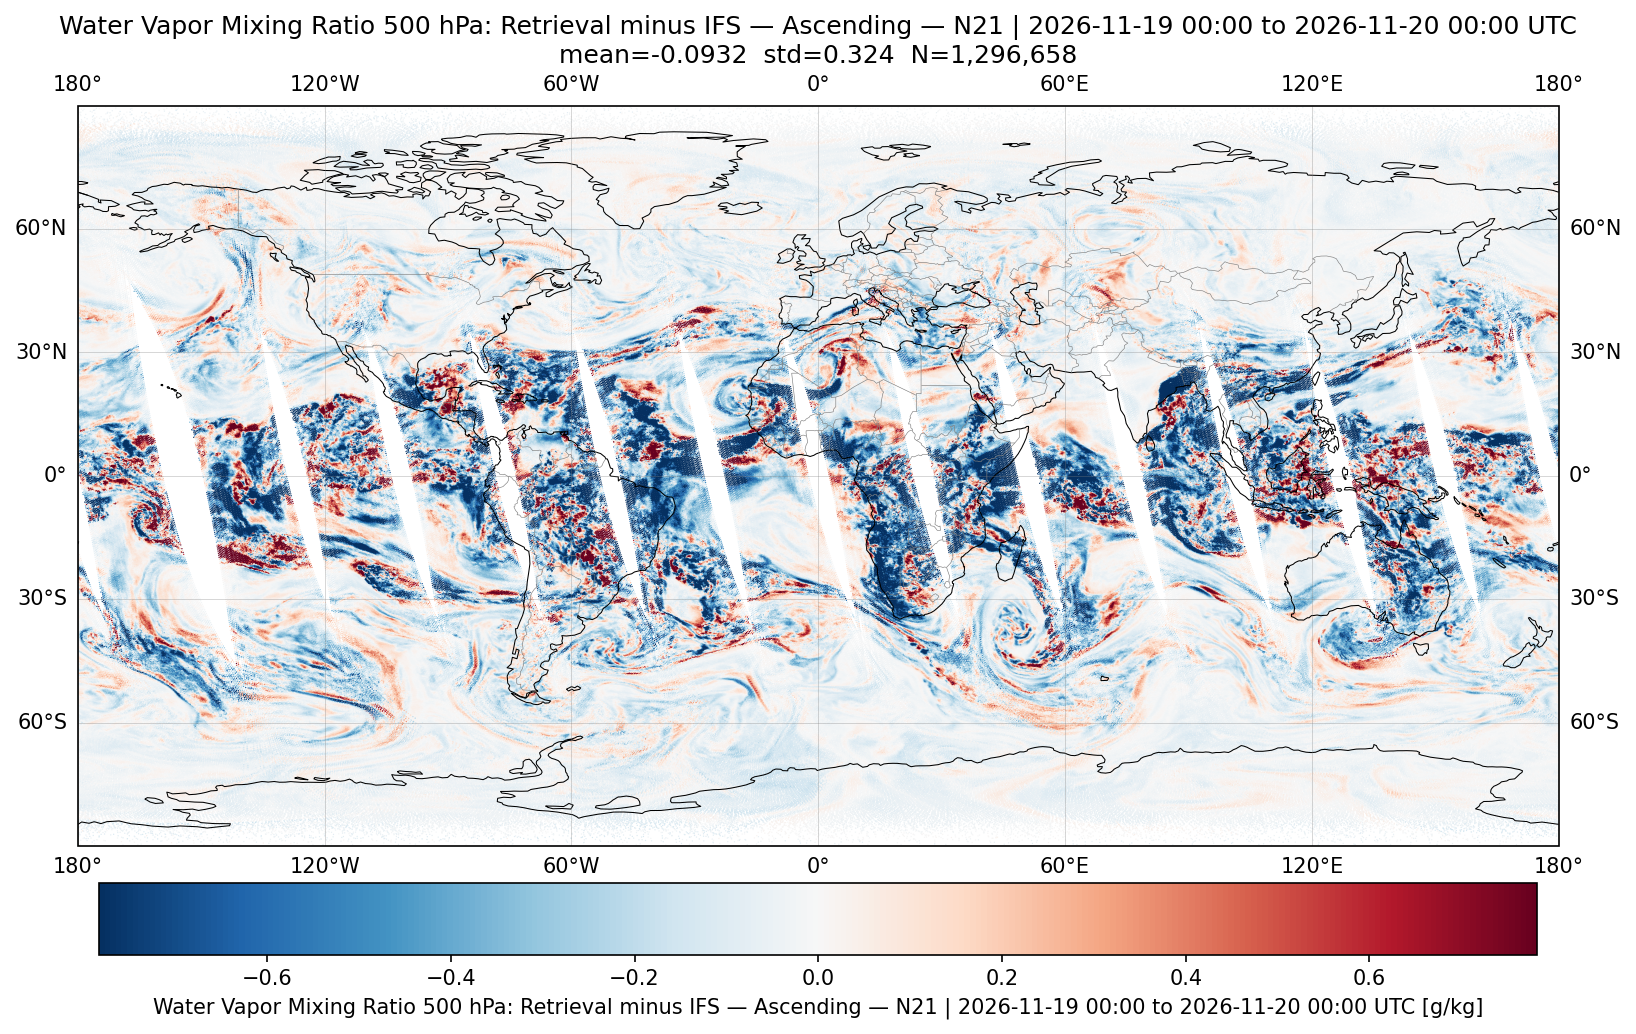 Water Vapor Mixing Ratio 500 hPa: Retrieval minus IFS — Ascending — N21 | 2026-11-19 00:00 to 2026-11-20 00:00 UTC
mean=-0.0932  std=0.324  N=1,296,658
180° 120°W 60°W 0° 60°E 120°E 180°
60°N 60°N
30°N 30°N
0° 0°
30°S 30°S
60°S 60°S
180° 120°W 60°W 0° 60°E 120°E 180°
−0.6 −0.4 −0.2 0.0 0.2 0.4 0.6
Water Vapor Mixing Ratio 500 hPa: Retrieval minus IFS — Ascending — N21 | 2026-11-19 00:00 to 2026-11-20 00:00 UTC [g/kg]